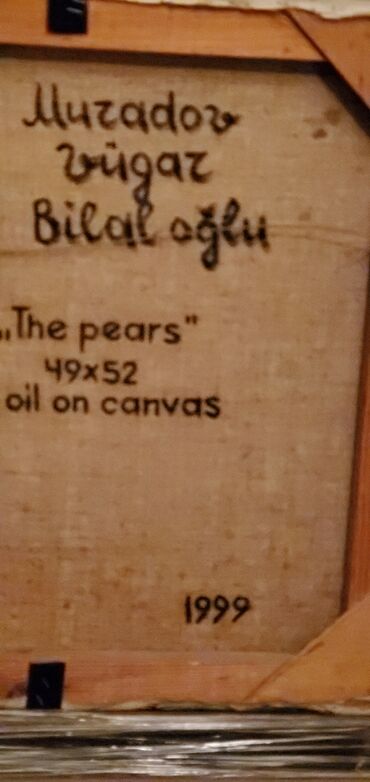 Muradov
Vügar
Bilal oğlu
„The pears"
49x52
oil on canvas
1999